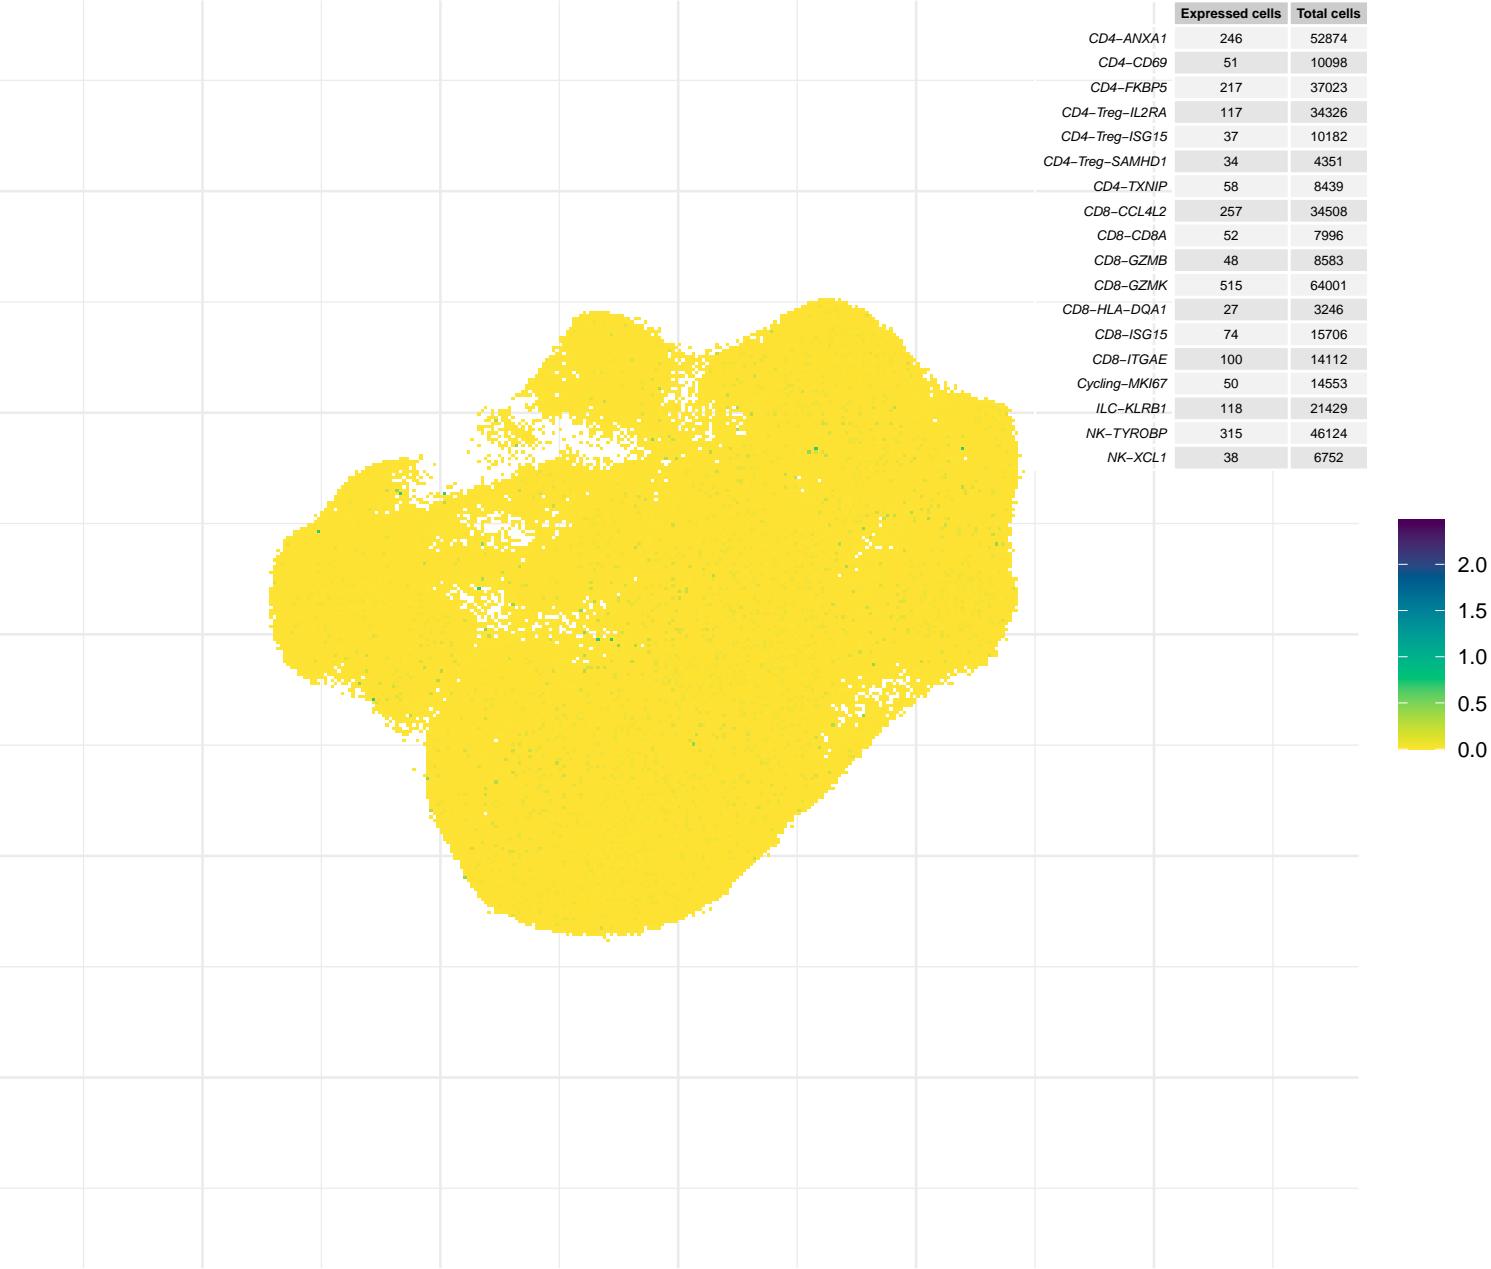 Expressed cells Total cells
CD4−ANXA1 246 52874
CD4−CD69 51 10098
CD4−FKBP5 217 37023
CD4−Treg−IL2RA 117 34326
CD4−Treg−ISG15 37 10182
CD4−Treg−SAMHD1 34 4351
CD4−TXNIP 58 8439
CD8−CCL4L2 257 34508
CD8−CD8A 52 7996
CD8−GZMB 48 8583
CD8−GZMK 515 64001
CD8−HLA−DQA1 27 3246
CD8−ISG15 74 15706
CD8−ITGAE 100 14112
Cycling−MKI67 50 14553
ILC−KLRB1 118 21429
NK−TYROBP 315 46124
NK−XCL1 38 6752
2.0
1.5
1.0
0.5
0.0